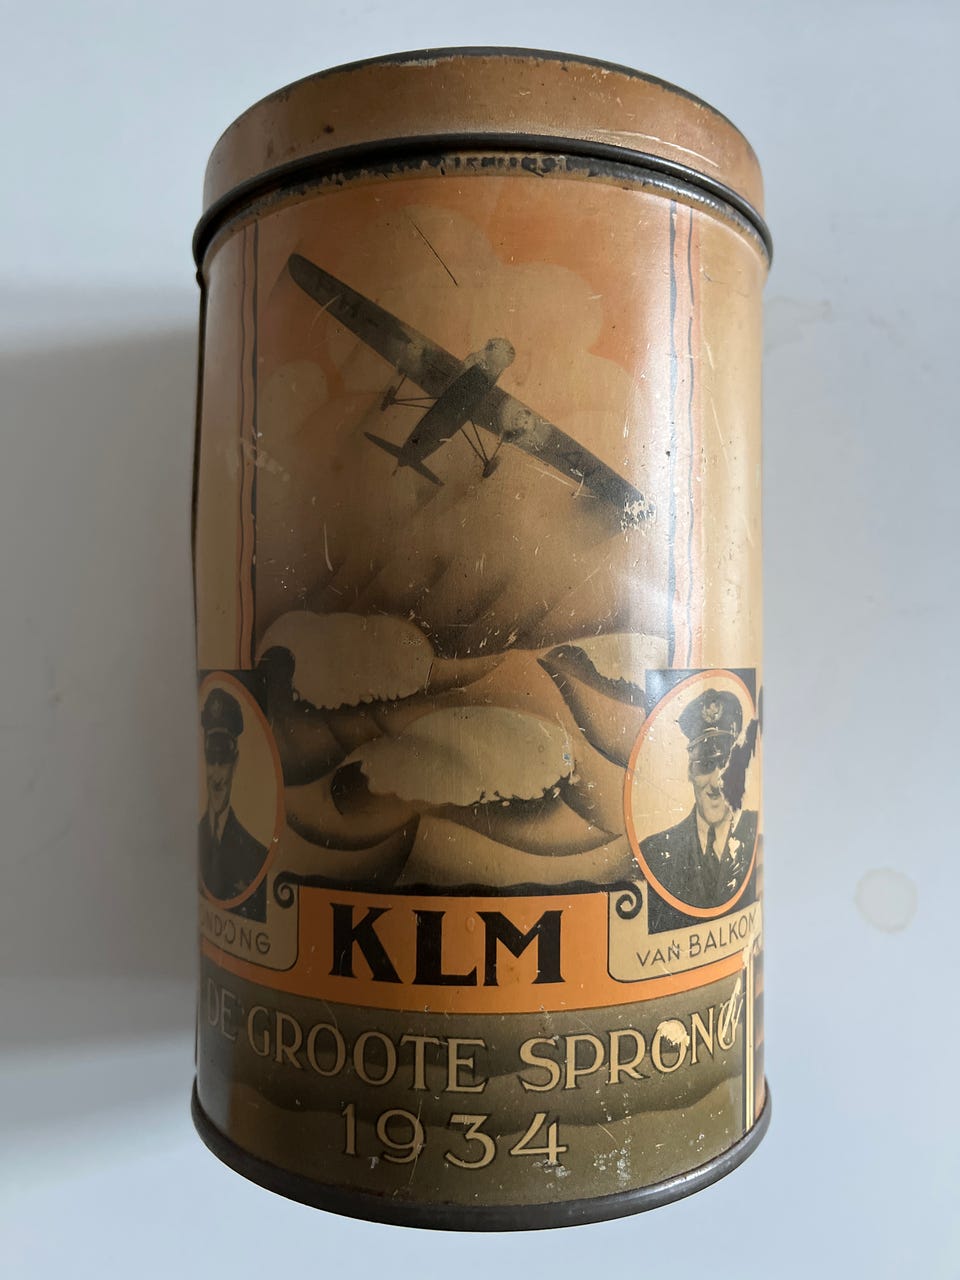 KLM
VAN BALKOM
DE GROOTE SPRONG
1934